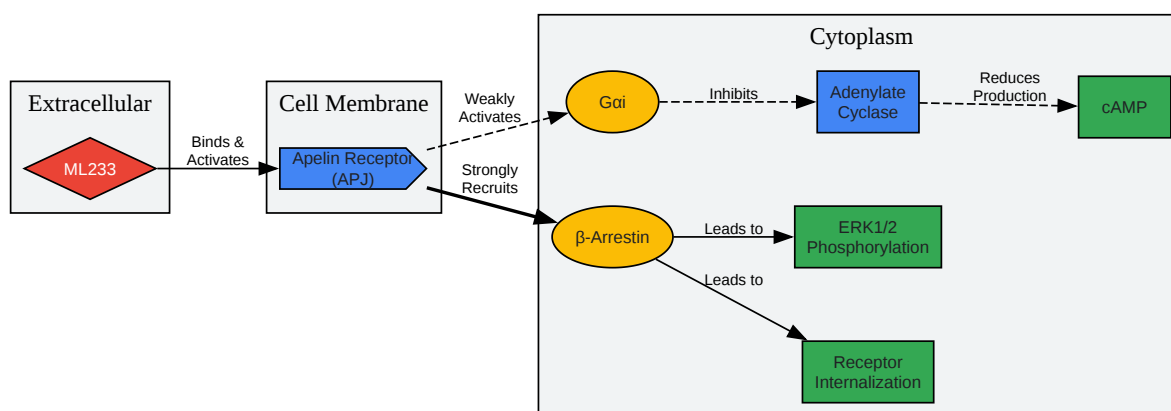 Extracellular
ML233
Binds &
Activates
Cell Membrane
Apelin Receptor
(APJ)
Weakly
Activates
Strongly
Recruits
Cytoplasm
Gαi
Inhibits
Adenylate
Cyclase
Reduces
Production
cAMP
β-Arrestin
Leads to
ERK1/2
Phosphorylation
Leads to
Receptor
Internalization